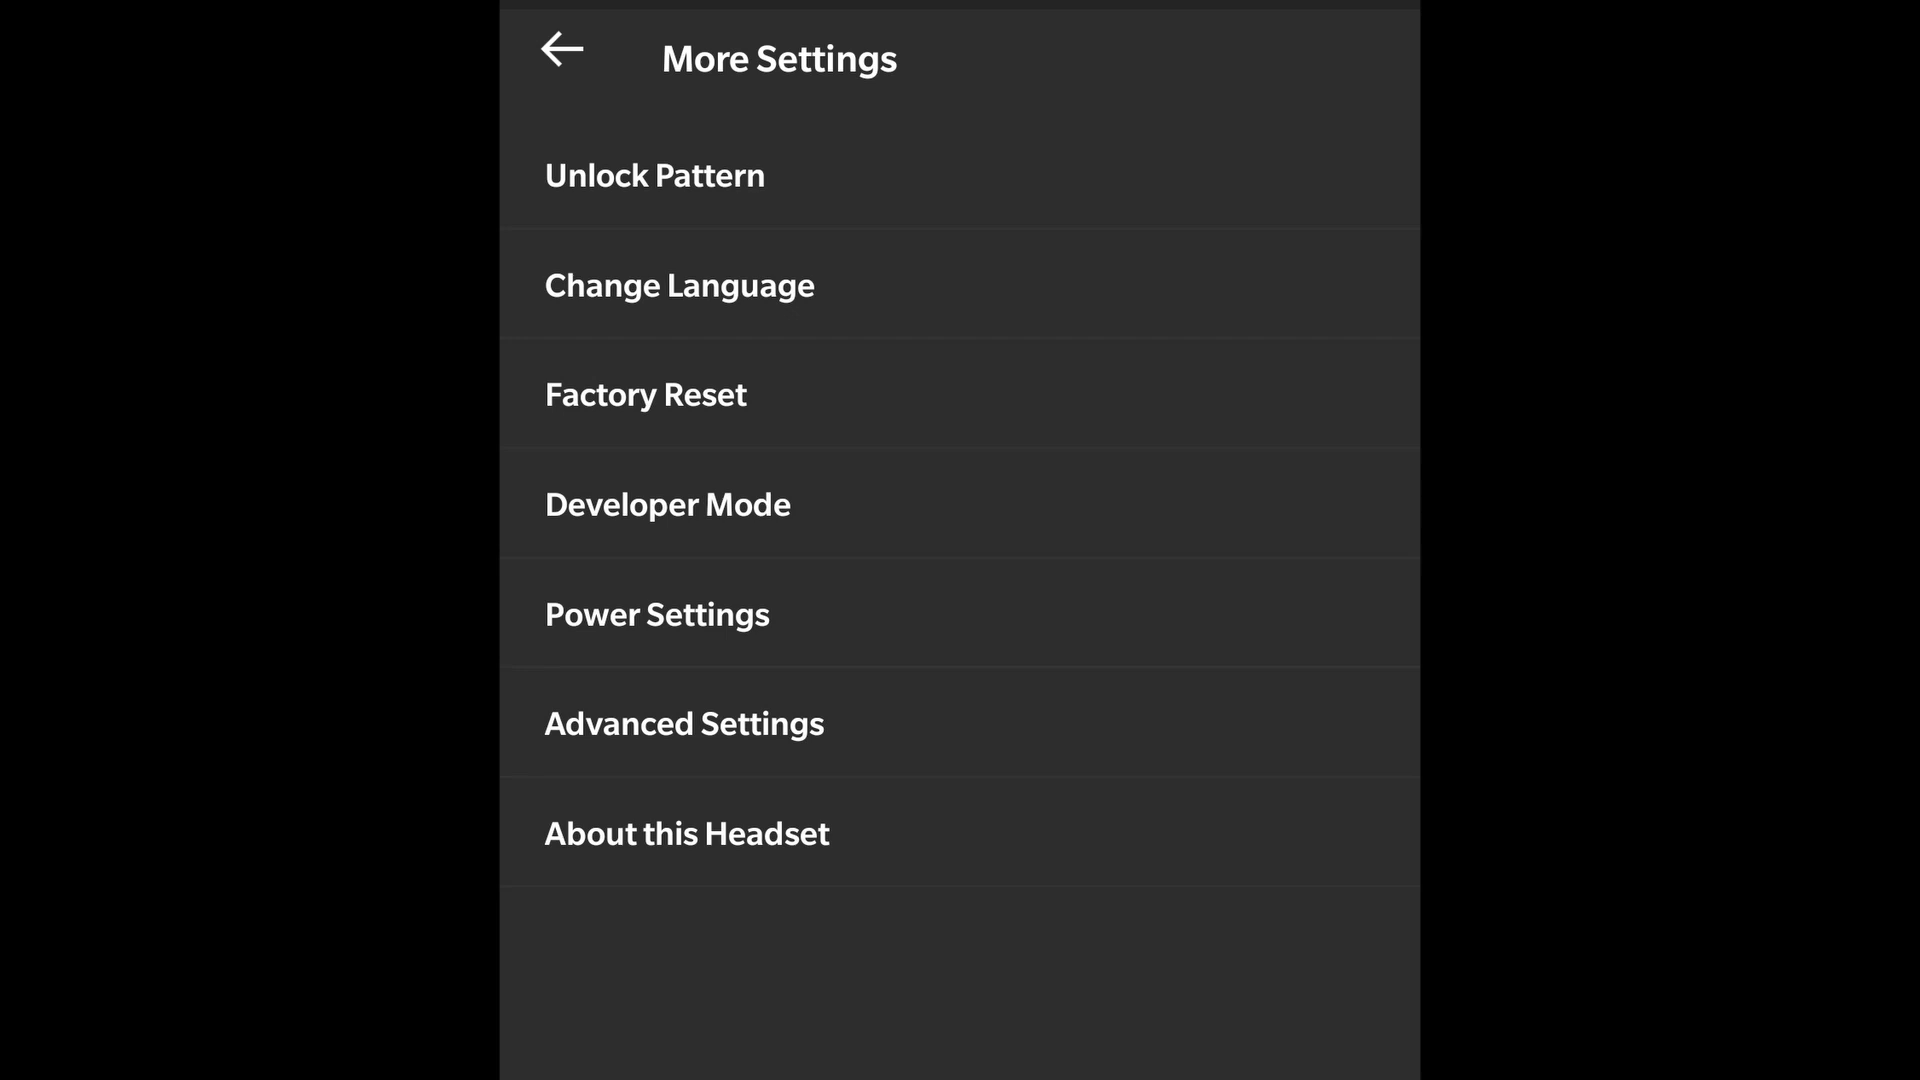 More Settings
Unlock Pattern
Change Language
Factory Reset
Developer Mode
Power Settings
Advanced Settings
About this Headset